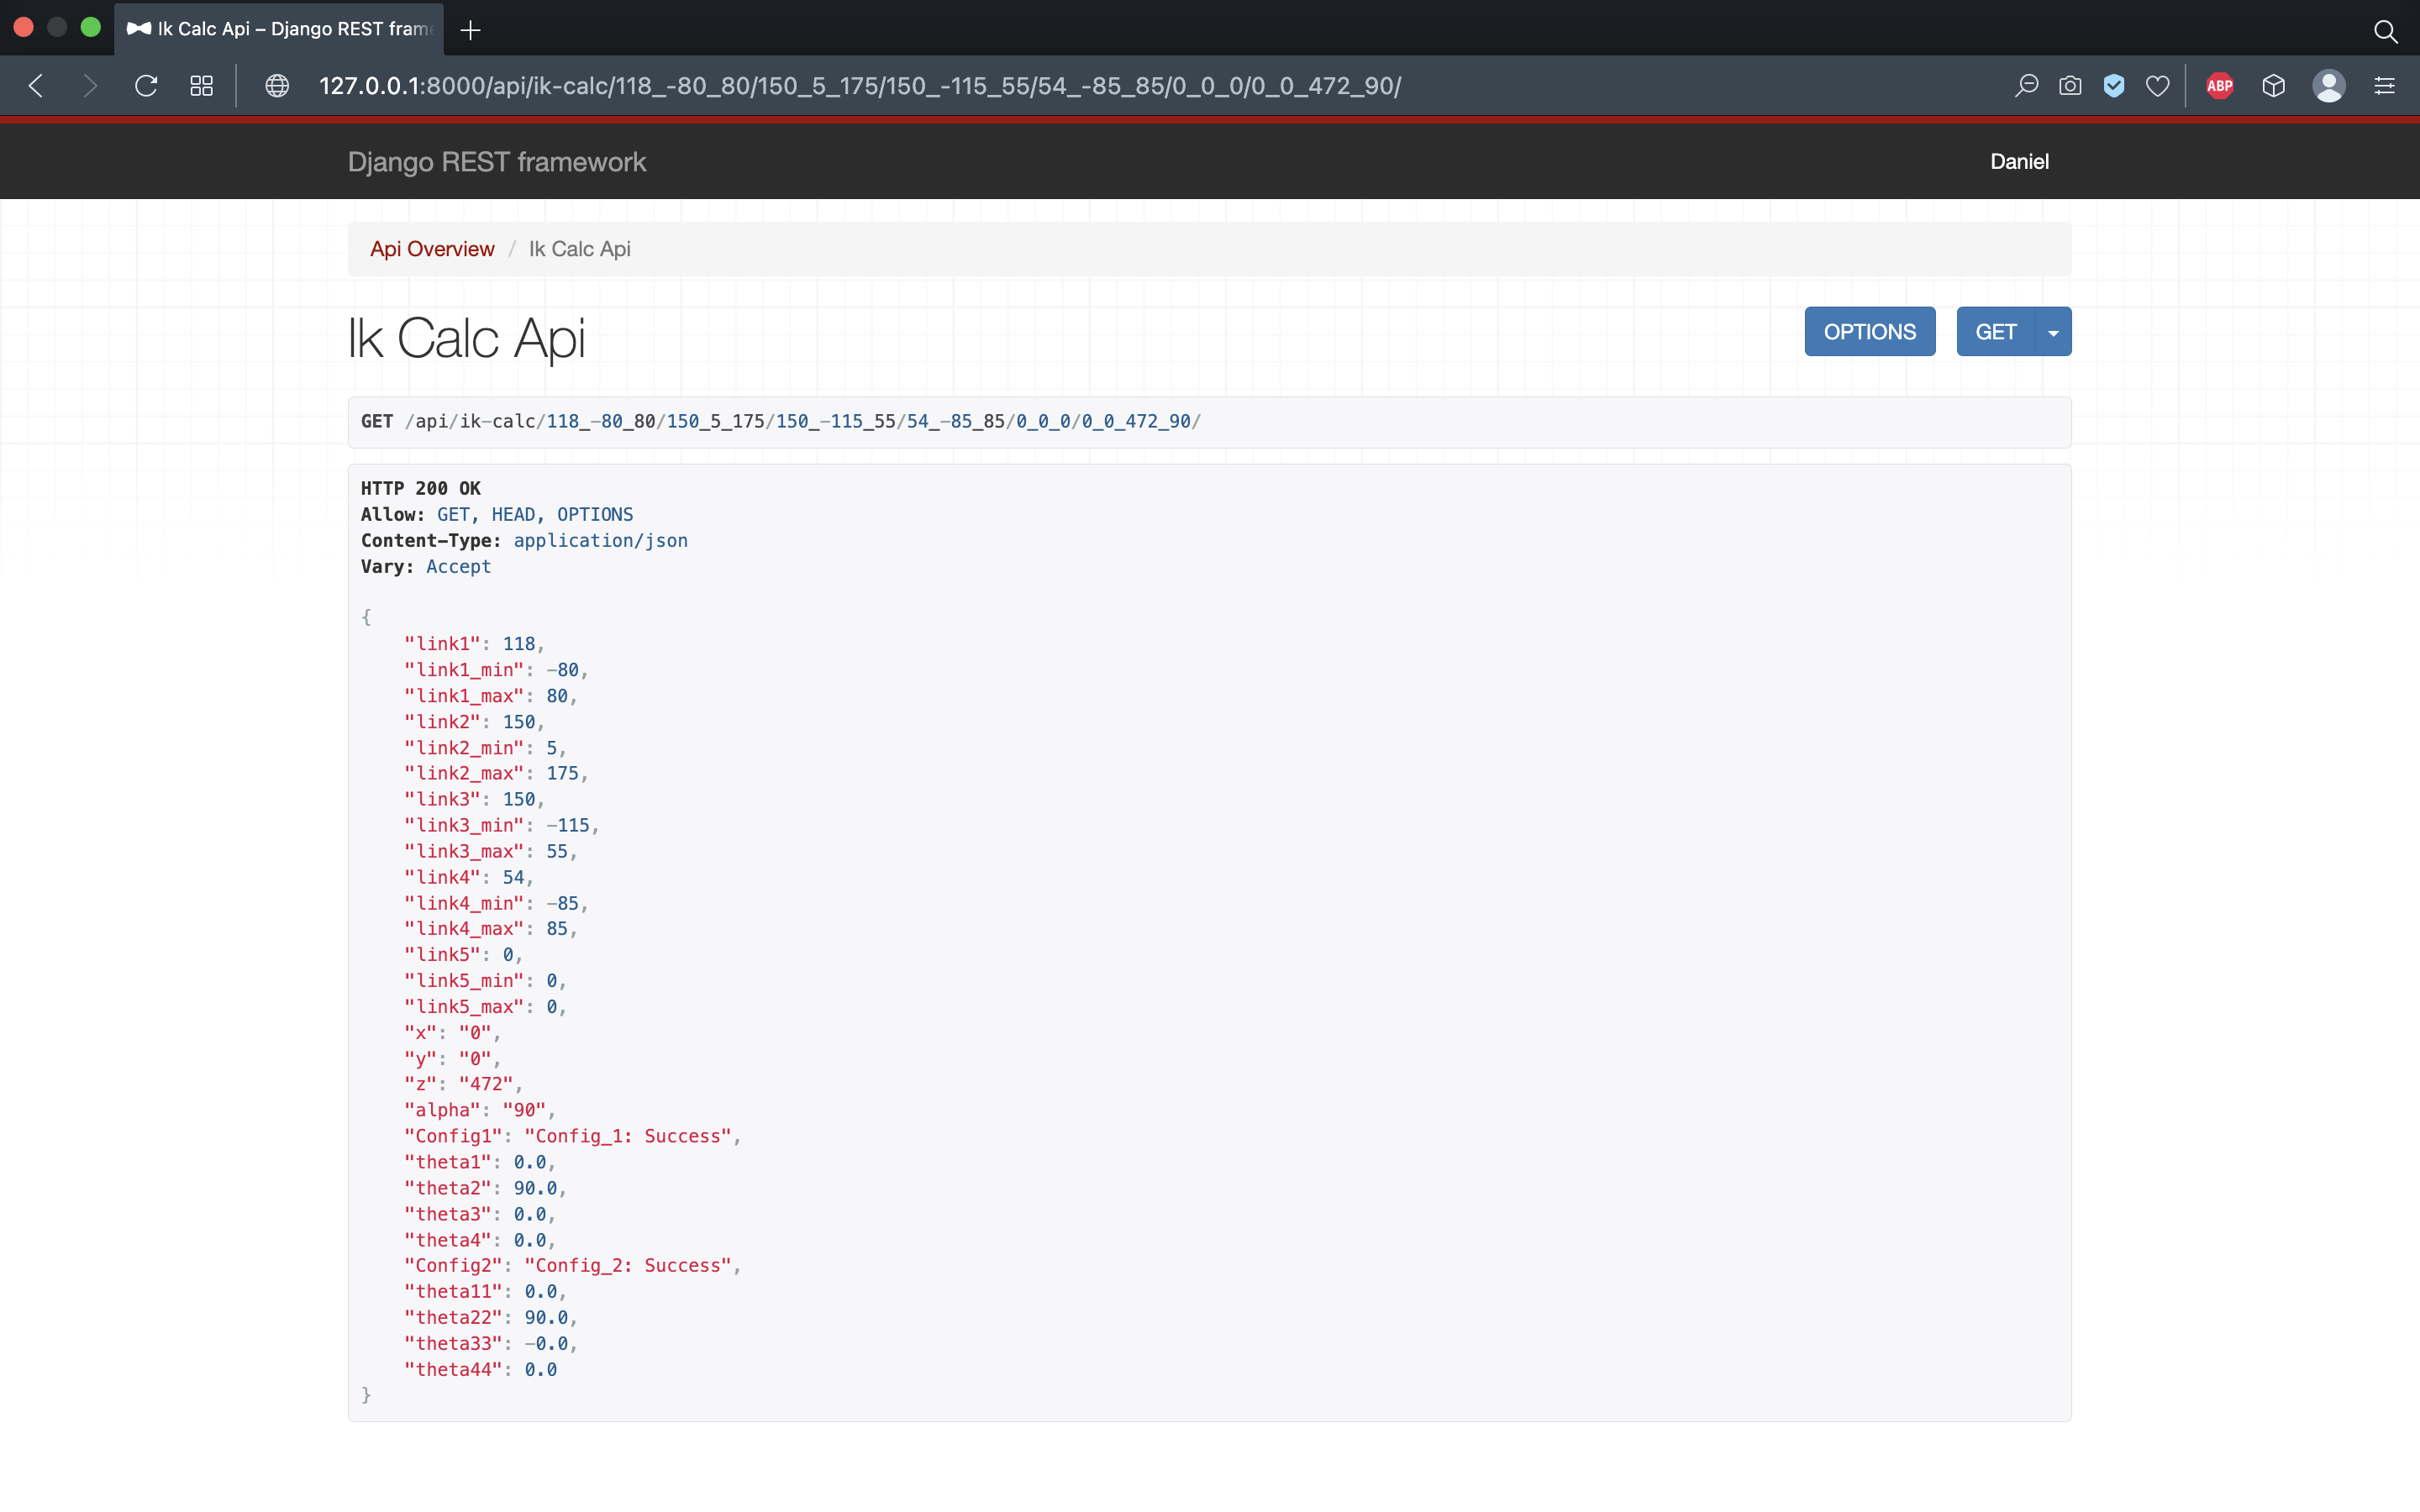 Ik Calc Api – Django REST fram
127.0.0.1:8000/api/ik-calc/118_-80_80/150_5_175/150_-115_55/54_-85_85/0_0_0/0_0_472_90/
ABP
Django REST framework
Daniel
Api Overview / Ik Calc Api
Ik Calc Api
OPTIONS
GET
GET /api/ik-calc/118_-80_80/150_5_175/150_-115_55/54_-85_85/0_0_0/0_0_472_90/
HTTP 200 OK
Allow: GET, HEAD, OPTIONS
Content-Type: application/json
Vary: Accept
{
"link1": 118,
"link1_min": -80,
"link1_max": 80,
"link2": 150,
"link2_min": 5,
"link2_max": 175,
"link3": 150,
"link3_min": -115,
"link3_max": 55,
"link4": 54,
"link4_min": -85,
"link4_max": 85,
"link5": 0,
"link5_min": 0,
"link5_max": 0,
"x": "0",
"y": "0",
"z": "472",
"alpha": "90",
"Config1": "Config_1: Success",
"theta1": 0.0,
"theta2": 90.0,
"theta3": 0.0,
"theta4": 0.0,
"Config2": "Config_2: Success",
"theta11": 0.0,
"theta22": 90.0,
"theta33": -0.0,
"theta44": 0.0
}